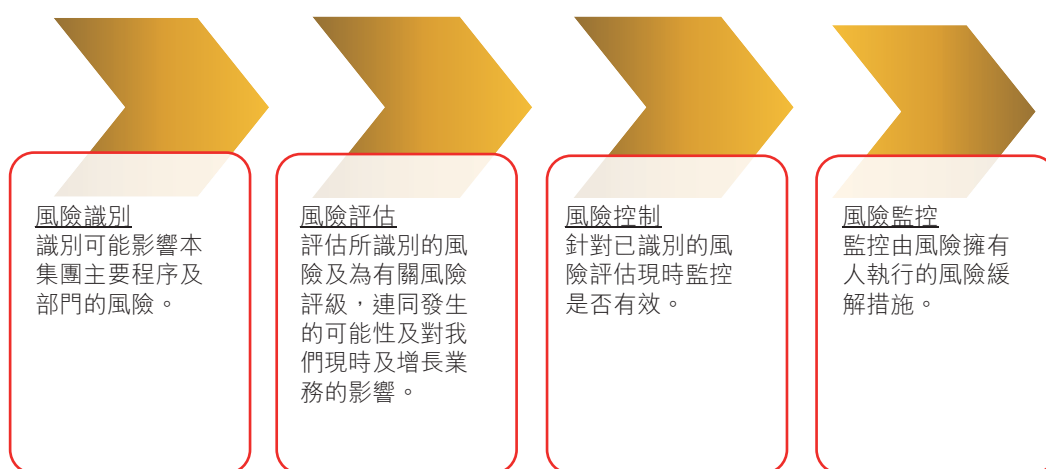 風險識別
識別可能影響本
集團主要程序及
部門的風險。
風險評估
評估所識別的風
險及為有關風險
評級，連同發生
的可能性及對我
們現時及增長業
務的影響。
風險控制
針對已識別的風
險評估現時監控
是否有效。
風險監控
監控由風險擁有
人執行的風險緩
解措施。